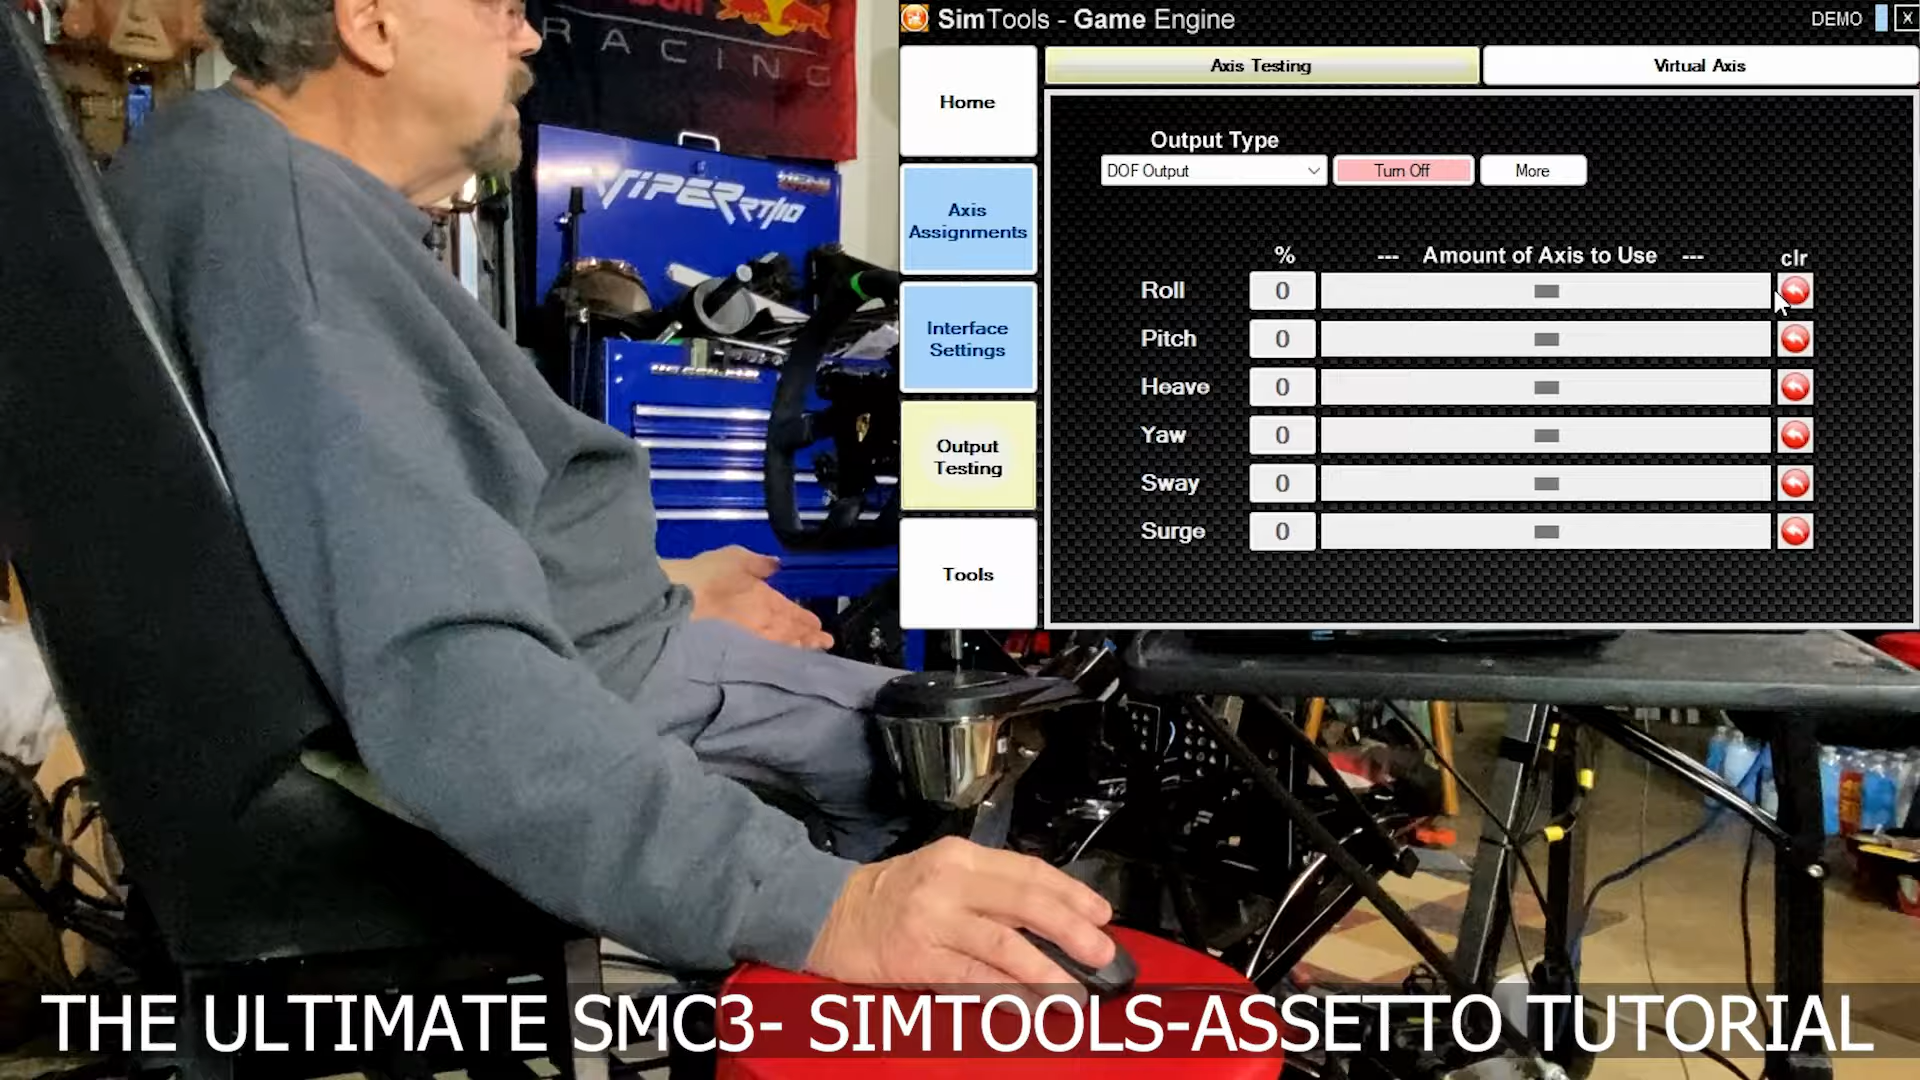 RACING
VIPER RT/10
SimTools - Game Engine
DEMO
X
Home
Axis Testing
Virtual Axis
Output Type
DOF Output
Turn Off
More
Axis
Assignments
% --- Amount of Axis to Use --- clr
Roll 0
Pitch 0
Interface
Settings
Heave 0
Yaw 0
Output
Testing
Sway 0
Surge 0
Tools
THE ULTIMATE SMC3- SIMTOOLS-ASSETTO TUTORIAL